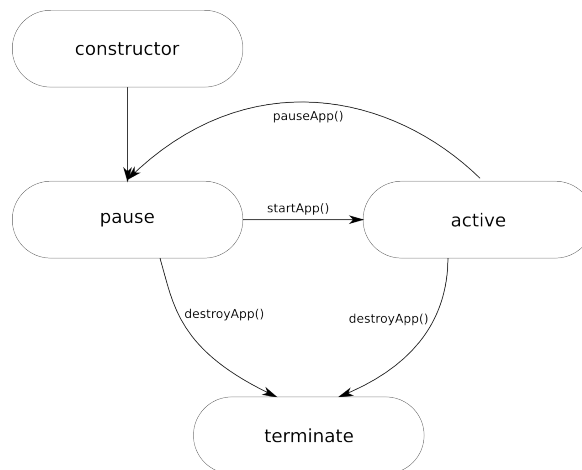 constructor
pauseApp()
startApp()
pause
active
destroyApp()
destroyApp()
terminate